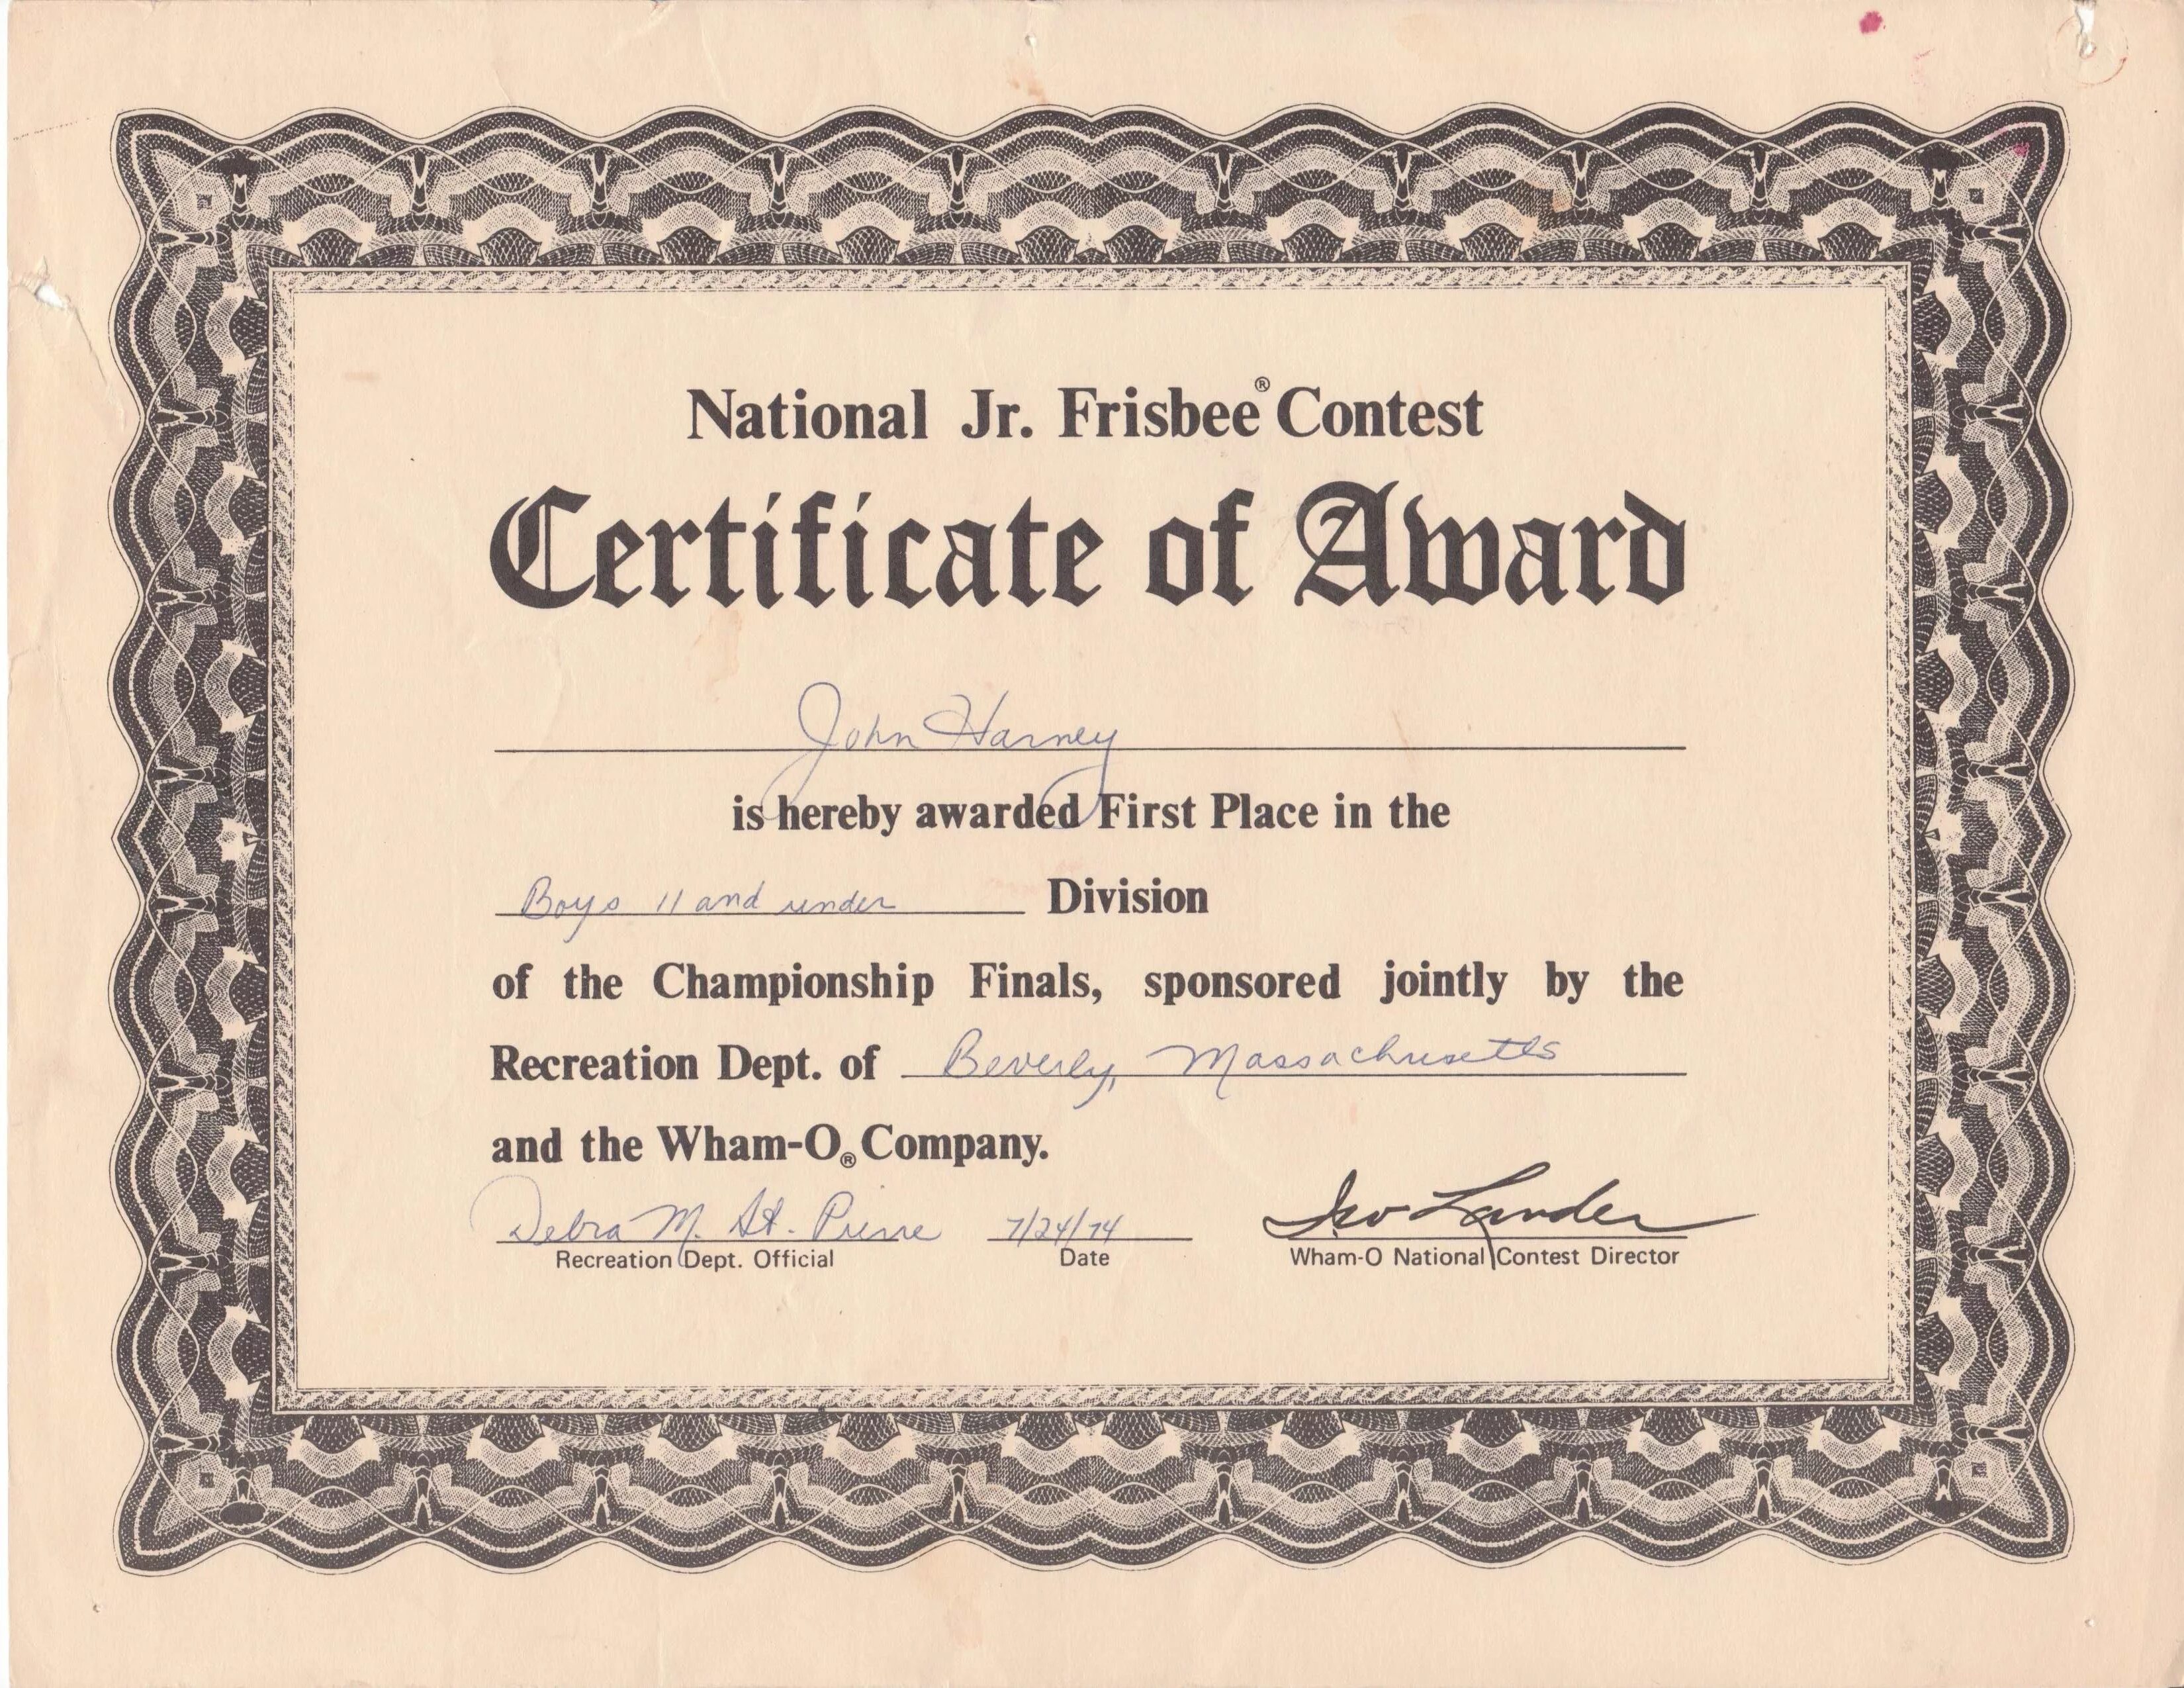 National Jr. Frisbee® Contest
Certificate of Award
John Harney
is hereby awarded First Place in the
Boys 11 and under Division
of the Championship Finals, sponsored jointly by the
Recreation Dept. of Beverly, Massachusetts
and the Wham-O® Company.
Debra M. St. Pierre 7/24/74 Lander
Recreation Dept. Official Date Wham-O National Contest Director